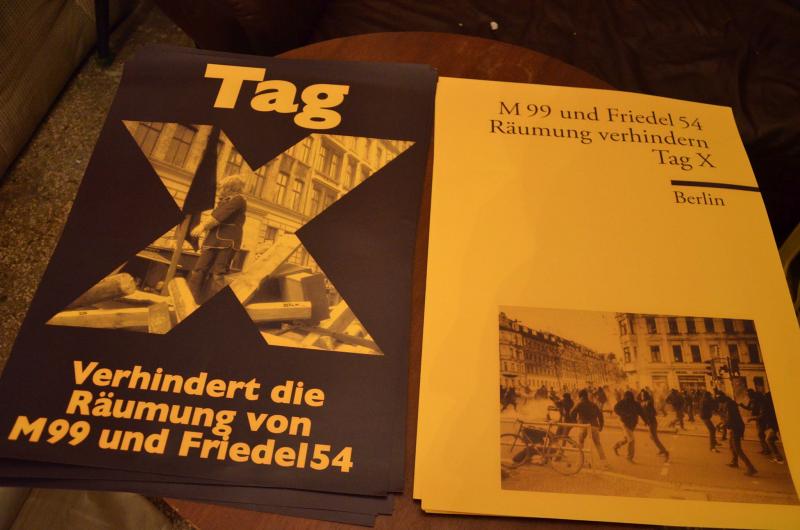 Tag
X
Verhindert die
Räumung von
M99 und Friedel54
M 99 und Friedel 54
Räumung verhindern
Tag X
Berlin